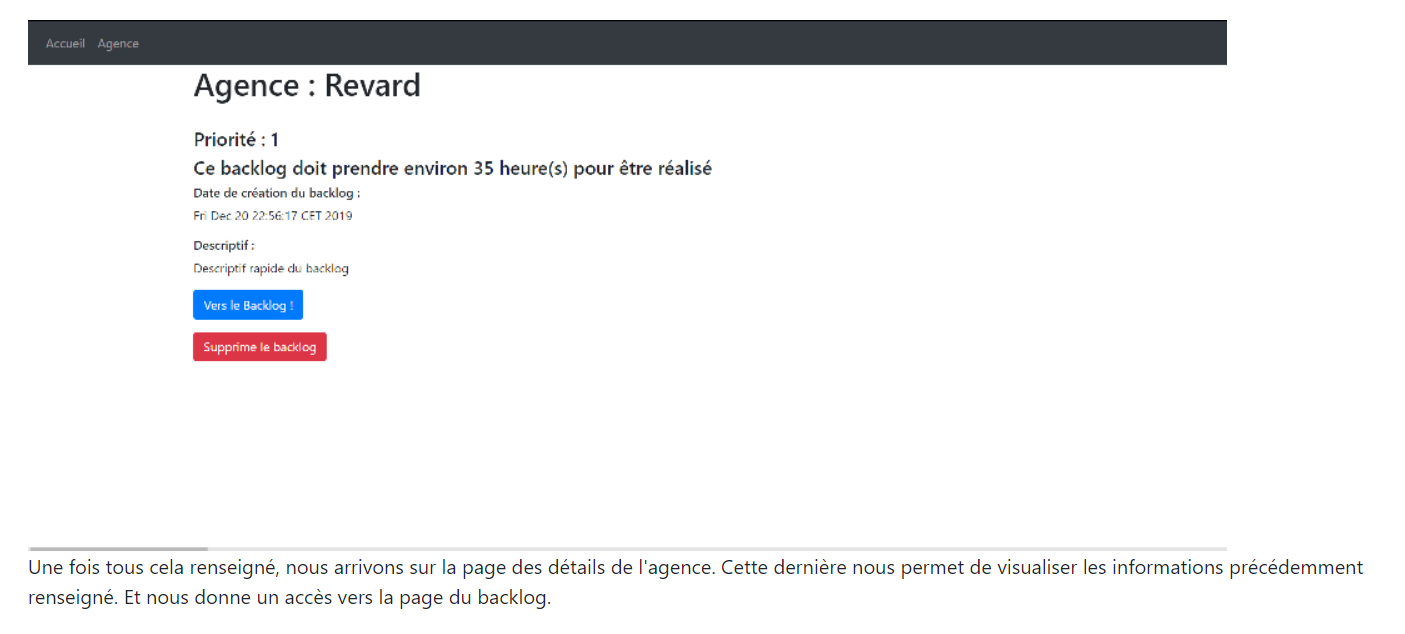 Accueil Agence
Agence : Revard
Priorité : 1
Ce backlog doit prendre environ 35 heure(s) pour être réalisé
Date de création du backlog :
Fri Dec 20 22:56:17 CET 2019
Descriptif :
Descriptif rapide du backlog
Vers le Backlog !
Supprime le backlog
Une fois tous cela renseigné, nous arrivons sur la page des détails de l'agence. Cette dernière nous permet de visualiser les informations précédemment
renseigné. Et nous donne un accès vers la page du backlog.